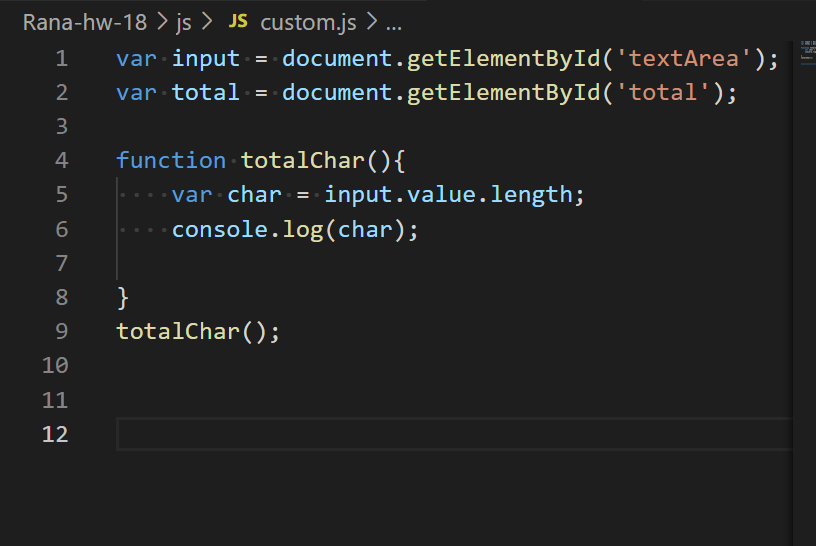 Rana-hw-18 > js > JS custom.js > ...
1 var input = document.getElementById('textArea');
2 var total = document.getElementById('total');
3
4 function totalChar(){
5     var char = input.value.length;
6     console.log(char);
7
8 }
9 totalChar();
10
11
12